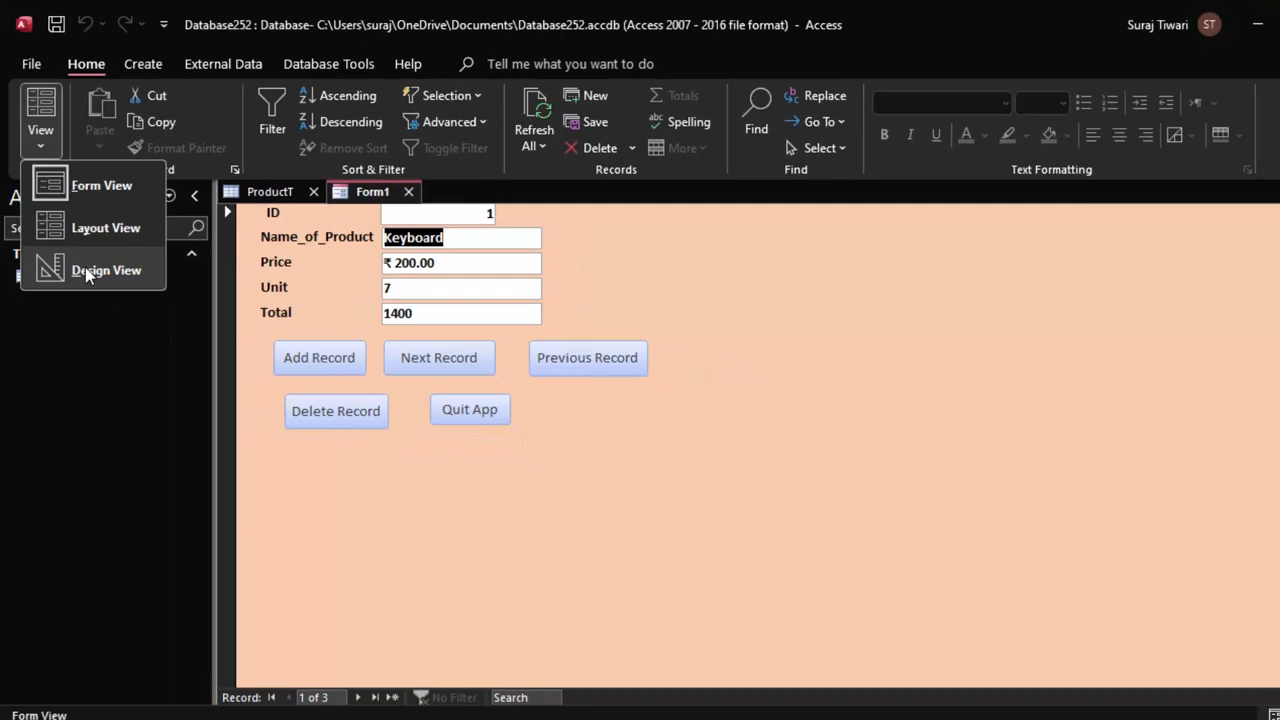 Database252 : Database- C:\Users\suraj\OneDrive\Documents\Database252.accdb (Access 2007 - 2016 file format) - Access
Suraj Tiwari ST
File Home Create External Data Database Tools Help Tell me what you want to do
View Paste Cut Copy Format Painter
Filter Ascending Descending Remove Sort Selection Advanced Toggle Filter
Sort & Filter
Refresh All New Save Delete Totals Spelling More
Records
Find Replace Go To Select
Find
B I U A
Text Formatting
Form View
Layout View
Design View
ProductT Form1
ID 1
Name_of_Product Keyboard
Price ₹ 200.00
Unit 7
Total 1400
Add Record Next Record Previous Record
Delete Record Quit App
Record: 1 of 3 No Filter Search
Form View